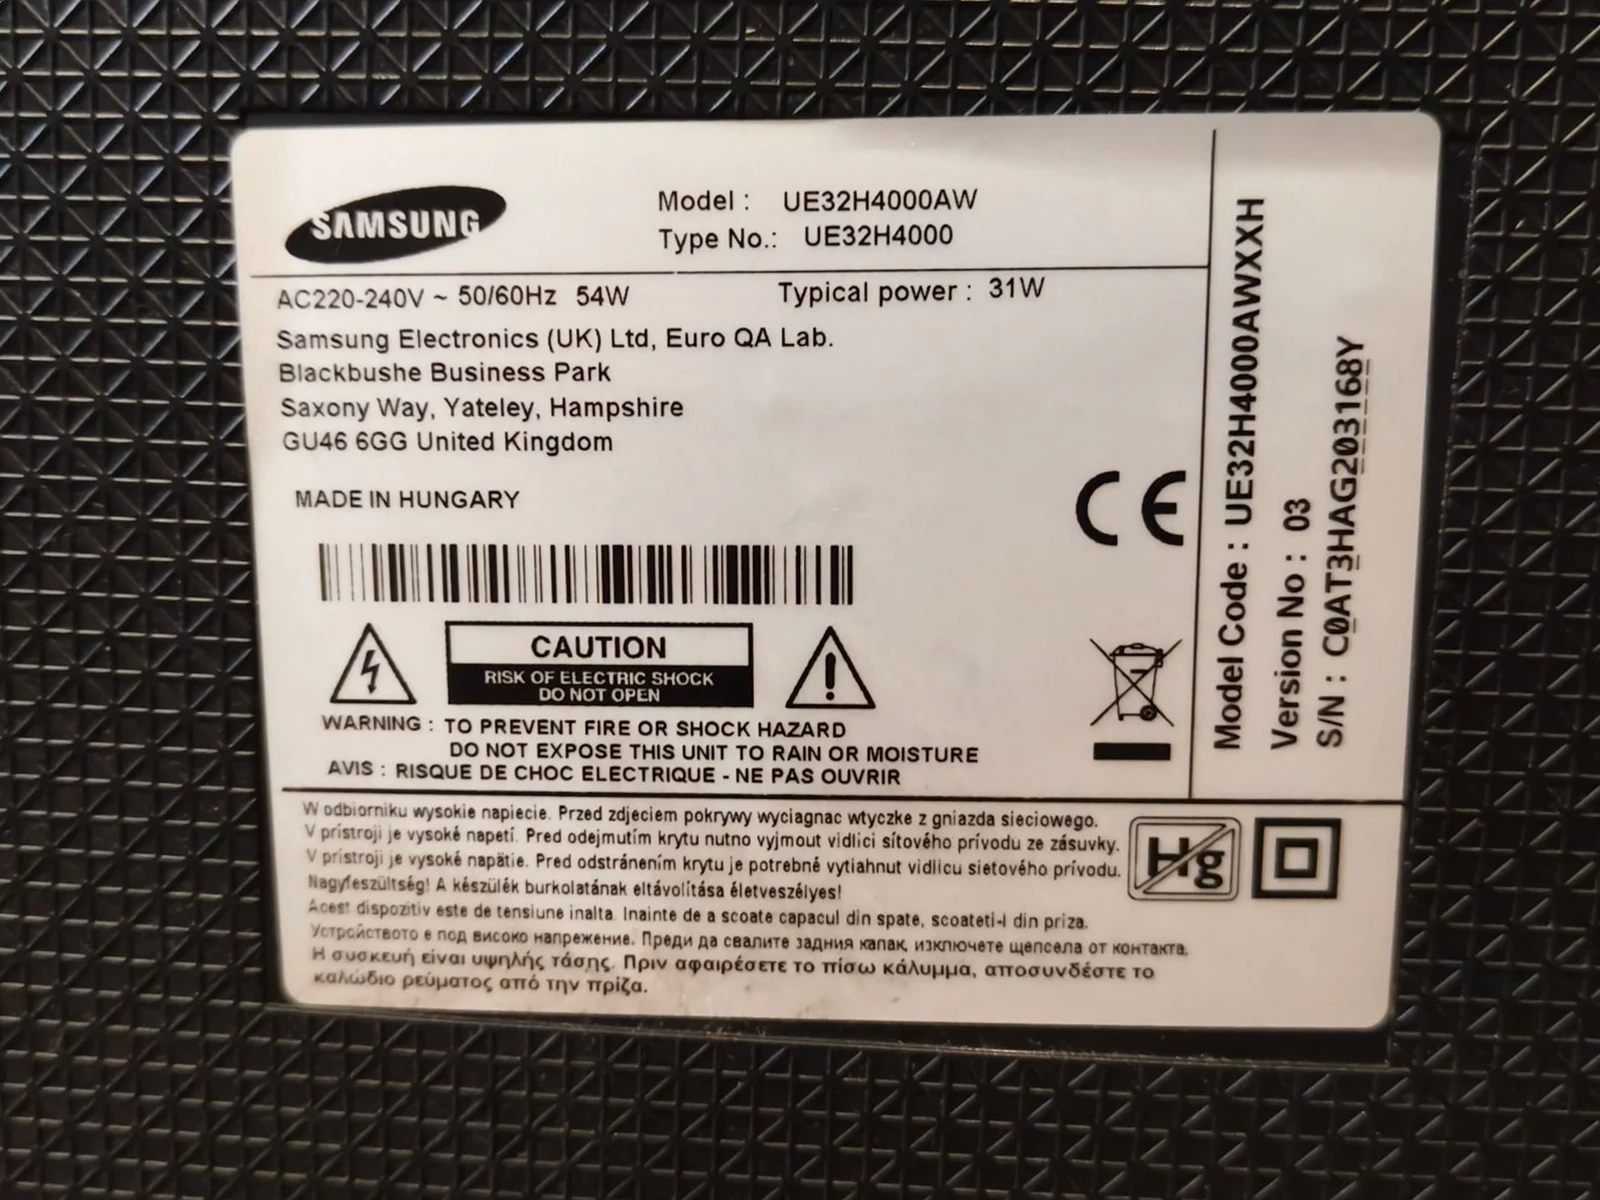 SAMSUNG
Model : UE32H4000AW
Type No.: UE32H4000
AC220-240V ~ 50/60Hz 54W Typical power : 31W
Samsung Electronics (UK) Ltd, Euro QA Lab.
Blackbushe Business Park
Saxony Way, Yateley, Hampshire
GU46 6GG United Kingdom
MADE IN HUNGARY
CE
CAUTION
RISK OF ELECTRIC SHOCK
DO NOT OPEN
WARNING : TO PREVENT FIRE OR SHOCK HAZARD
DO NOT EXPOSE THIS UNIT TO RAIN OR MOISTURE
AVIS : RISQUE DE CHOC ELECTRIQUE - NE PAS OUVRIR
W odbiorniku wysokie napiecie. Przed zdjeciem pokrywy wyciagnac wtyczke z gniazda sieciowego.
V prístroji je vysoké napetí. Pred odejmutím krytu nutno vyjmout vidlici sítového prívodu ze zásuvky.
V pristroji je vysoké napätie. Pred odstránením krytu je potrebné vytiahnut vidlicu sietového prívodu.
Nagyfeszültség! A készülék burkolatának eltávolítása életveszélyes!
Acest dispozitiv este de tensiune inalta. Inainte de a scoate capacul din spate, scoateti-l din priza.
Устройството е под високо напрежение. Преди да свалите задния капак, изключете щепсела от контакта.
Η συσκευή είναι υψηλής τάσης. Πριν αφαιρέσετε το πίσω κάλυμμα, αποσυνδέστε το
καλώδιο ρεύματος από την πρίζα.
Hg
Model Code : UE32H4000AWXXH
Version No : 03
S/N : C0AT3HAG203168Y